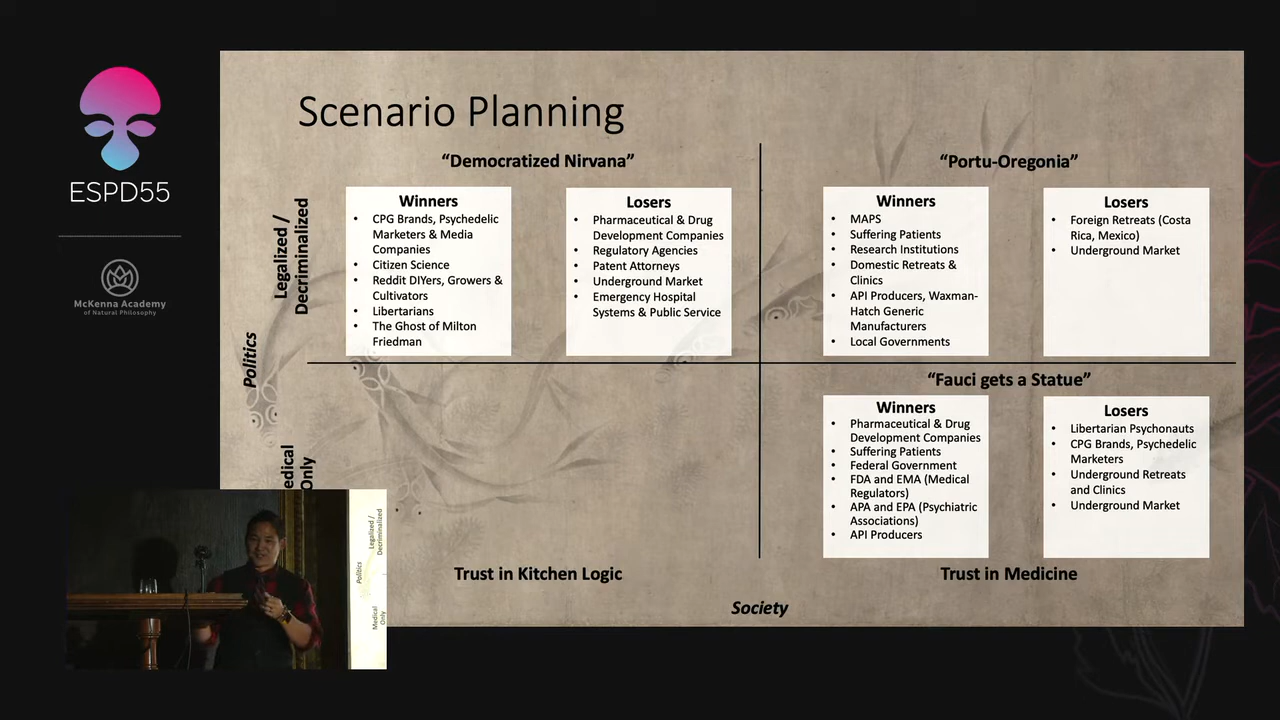 ESPD55
McKenna Academy
of Natural Philosophy
Scenario Planning
"Democratized Nirvana"
Winners
• CPG Brands, Psychedelic
Marketers & Media
Companies
• Citizen Science
• Reddit DIYers, Growers &
Cultivators
• Libertarians
• The Ghost of Milton
Friedman
Losers
• Pharmaceutical & Drug
Development Companies
• Regulatory Agencies
• Patent Attorneys
• Underground Market
• Emergency Hospital
Systems & Public Service
"Portu-Oregonia"
Winners
• MAPS
• Suffering Patients
• Research Institutions
• Domestic Retreats &
Clinics
• API Producers, Waxman-
Hatch Generic
Manufacturers
• Local Governments
Losers
• Foreign Retreats (Costa
Rica, Mexico)
• Underground Market
Legalized /
Decriminalized
Politics
edical
Only
"Fauci gets a Statue"
Winners
• Pharmaceutical & Drug
Development Companies
• Suffering Patients
• Federal Government
• FDA and EMA (Medical
Regulators)
• APA and EPA (Psychiatric
Associations)
• API Producers
Losers
• Libertarian Psychonauts
• CPG Brands, Psychedelic
Marketers
• Underground Retreats
and Clinics
• Underground Market
Trust in Kitchen Logic
Trust in Medicine
Society
Legalized /
Decriminalized
Politics
Medical
Only